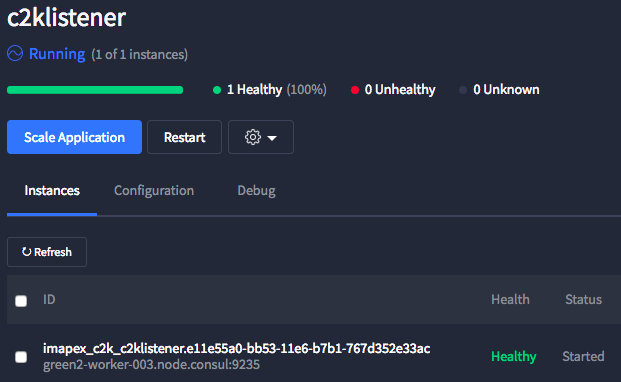 c2klistener
Running (1 of 1 instances)
1 Healthy (100%) 0 Unhealthy 0 Unknown
Scale Application Restart
Instances Configuration Debug
Refresh
ID Health Status
imapex_c2k_c2klistener.e11e55a0-bb53-11e6-b7b1-767d352e33ac Healthy Started
green2-worker-003.node.consul:9235